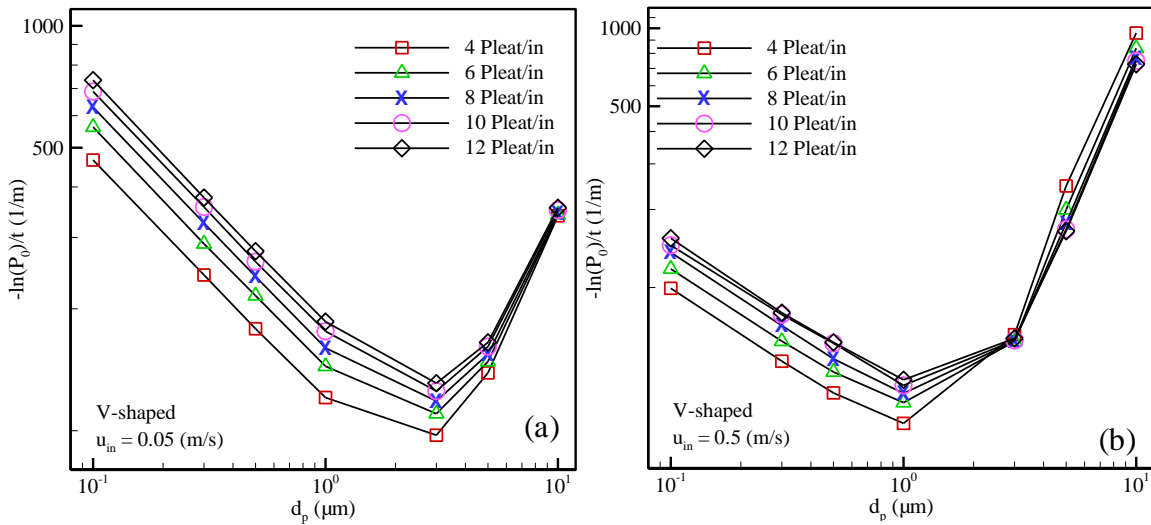 1000
500
-ln(P₀)/t (1/m)
4 Pleat/in
6 Pleat/in
8 Pleat/in
10 Pleat/in
12 Pleat/in
V-shaped
uᵢₙ = 0.05 (m/s)
(a)
10⁻¹
10⁰
10¹
dₚ (µm)
1000
500
-ln(P₀)/t (1/m)
4 Pleat/in
6 Pleat/in
8 Pleat/in
10 Pleat/in
12 Pleat/in
V-shaped
uᵢₙ = 0.5 (m/s)
(b)
10⁻¹
10⁰
10¹
dₚ (µm)